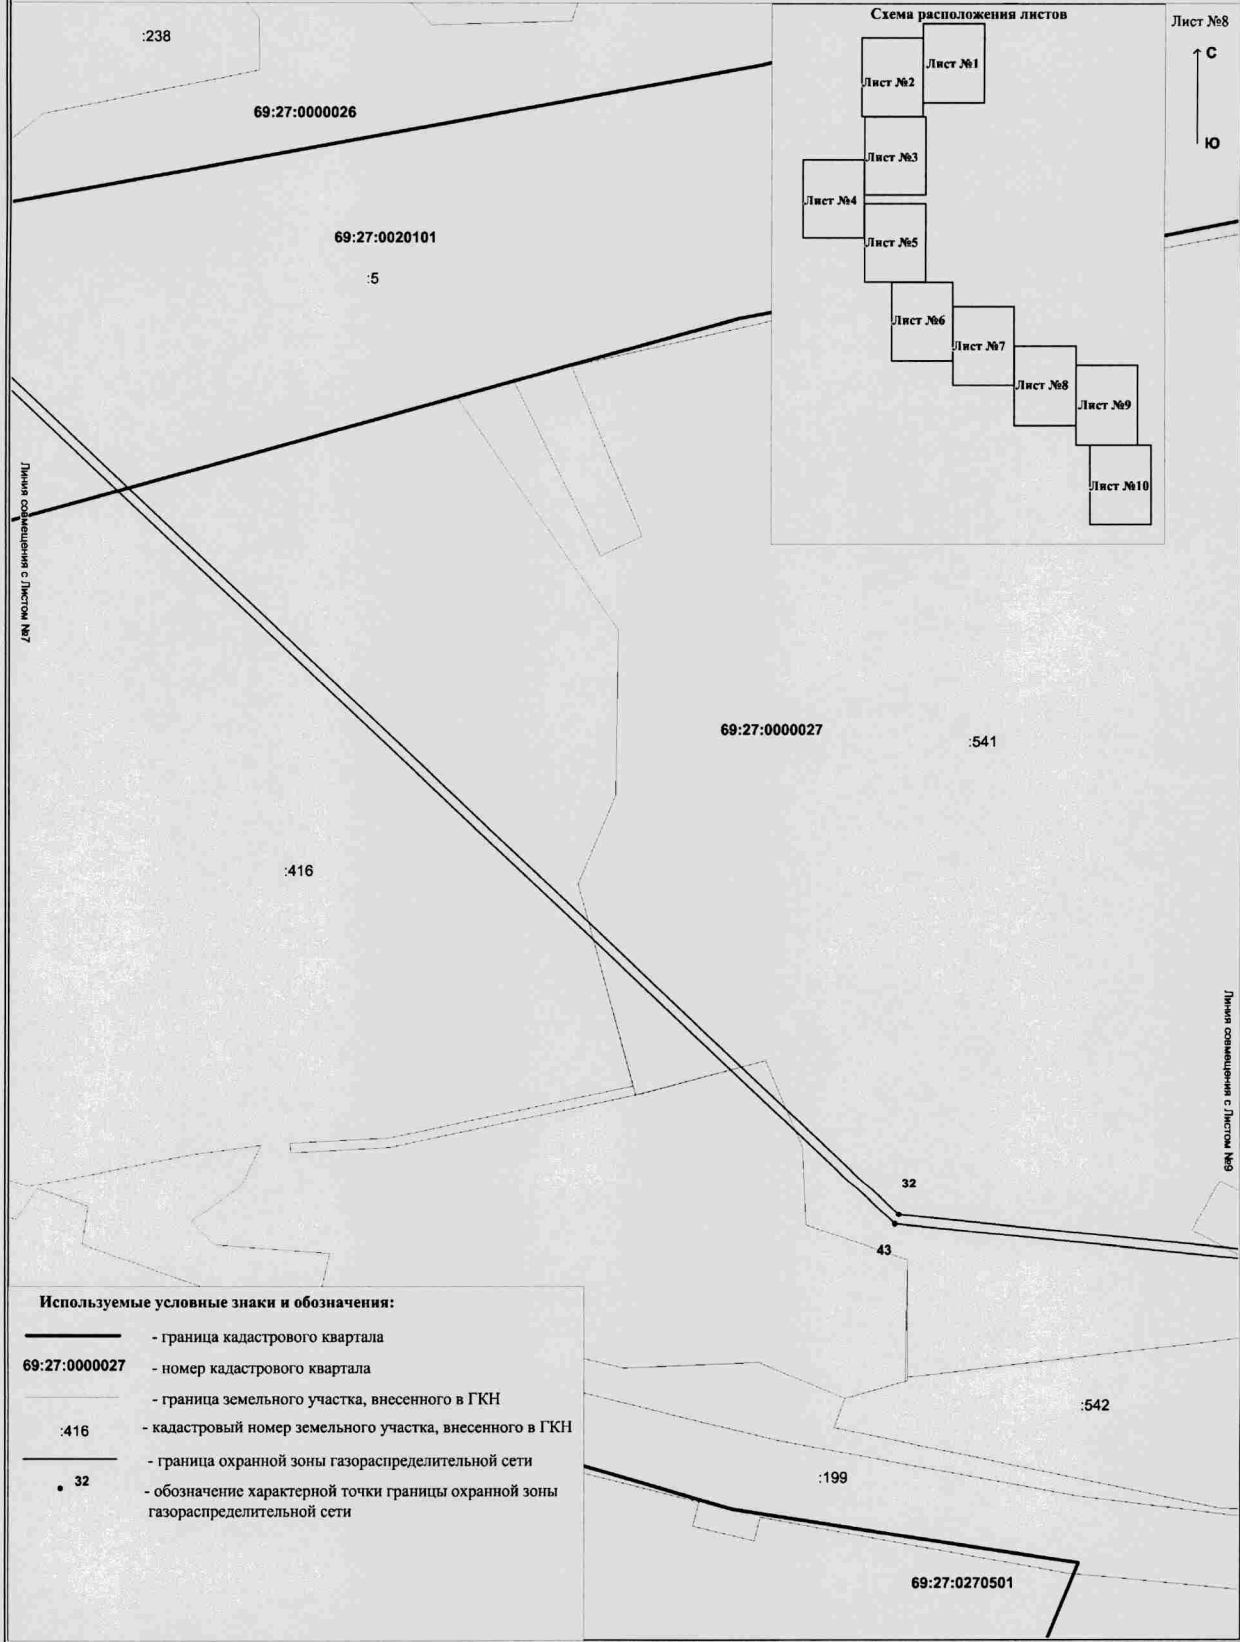 Схема расположения листов
Лист №8
С
Ю
Лист №1
Лист №2
Лист №3
Лист №4
Лист №5
Лист №6
Лист №7
Лист №8
Лист №9
Лист №10
:238
69:27:0000026
69:27:0020101
:5
Линия совмещения с Листом №7
69:27:0000027
:541
:416
Линия совмещения с Листом №9
32
43
Используемые условные знаки и обозначения:
- граница кадастрового квартала
69:27:0000027 - номер кадастрового квартала
- граница земельного участка, внесенного в ГКН
:416 - кадастровый номер земельного участка, внесенного в ГКН
- граница охранной зоны газораспределительной сети
32 - обозначение характерной точки границы охранной зоны
газораспределительной сети
:542
:199
69:27:0270501